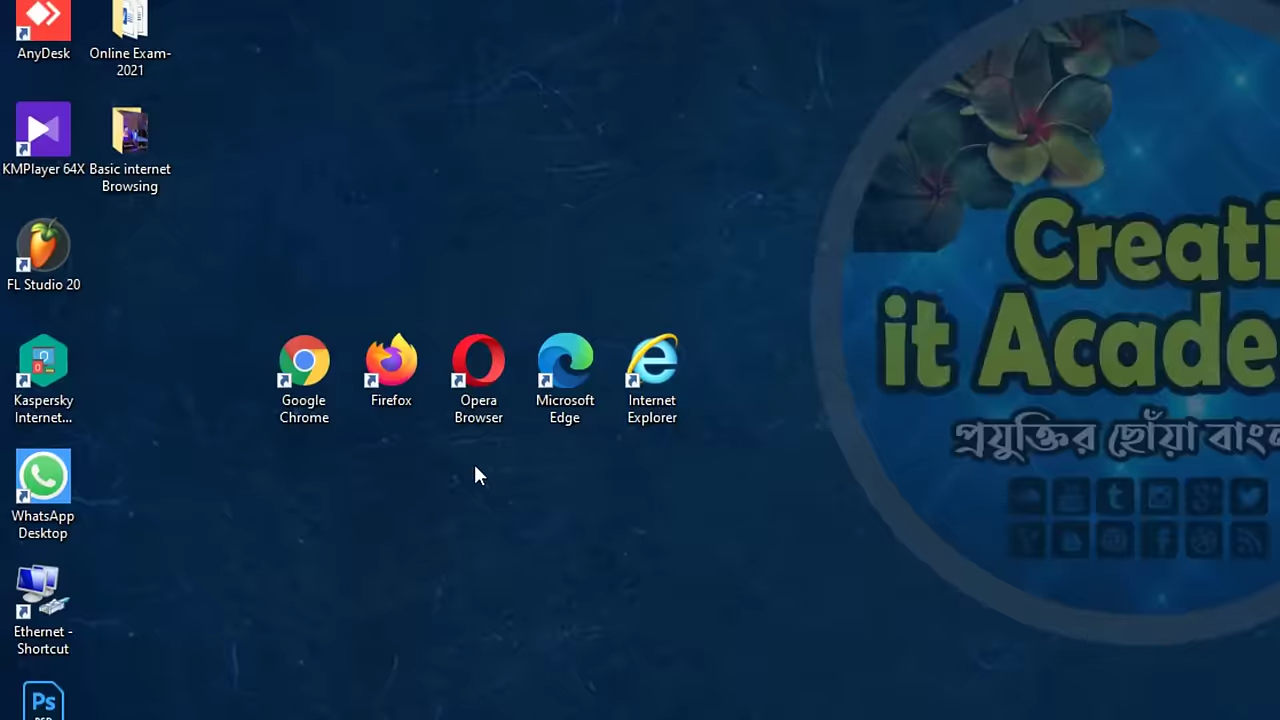 AnyDesk
Online Exam-
2021
KMPlayer 64X
Basic internet
Browsing
FL Studio 20
Kaspersky
Internet...
Google
Chrome
Firefox
Opera
Browser
Microsoft
Edge
Internet
Explorer
WhatsApp
Desktop
Ethernet -
Shortcut
Ps
Creati
it Acade
প্রযুক্তির ছোঁয়া